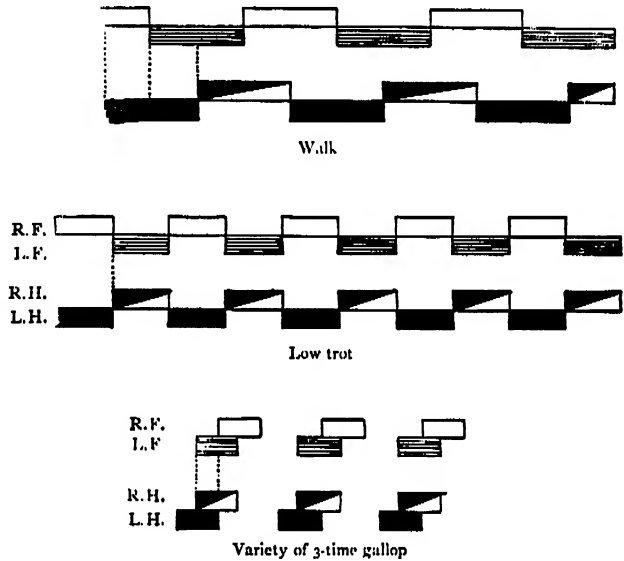 Walk
R.F.
L.F.
R.H.
L.H.
Low trot
R.F.
L.F
R.H.
L.H.
Variety of 3-time gallop